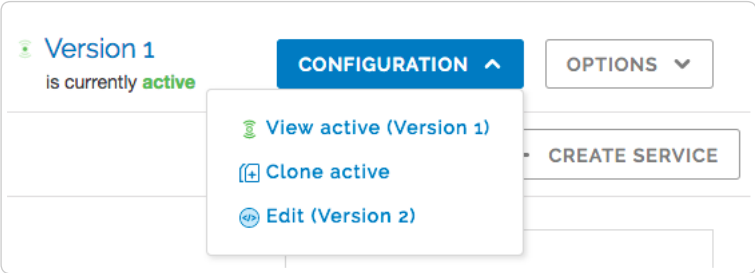 Version 1
is currently active
CONFIGURATION
OPTIONS
View active (Version 1)
Clone active
Edit (Version 2)
CREATE SERVICE